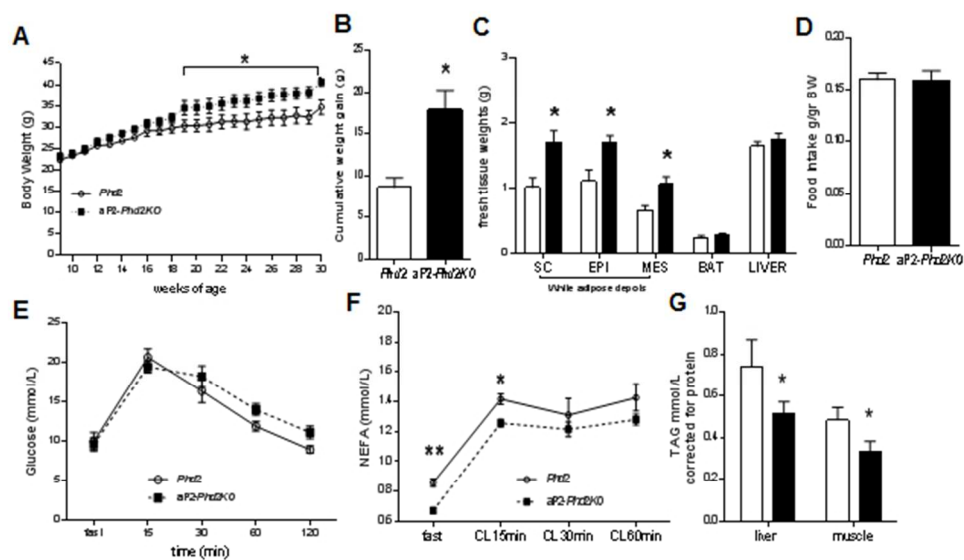 A
*
Body Weight (g)
45
40
35
30
25
20
15
10
5
0
Phd2
aP2-Phd2KO
10 12 14 16 18 20 22 24 26 28 30
weeks of age
B
*
Cumulative weight gain (g)
25
20
15
10
5
0
Phd2 aP2-Phd2KO
C
* * *
fresh tissue weights (g)
3
2
1
0
SC EPI MES BAT LIVER
White adipose depots
D
Food Intake g/gr BW
0.20
0.15
0.10
0.05
0.00
Phd2 aP2-Phd2KO
E
Glucose (mmol/L)
25
20
15
10
5
0
Phd2
aP2-Phd2KO
fast 15 30 60 120
time (min)
F
** *
NEFA (mmol/L)
1.8
1.6
1.4
1.2
1.0
0.8
0.6
Phd2
aP2-Phd2KO
fast CL15min CL30min CL60min
G
* *
TAG mmol/L
corrected for protein
1.0
0.8
0.6
0.4
0.2
0.0
liver muscle